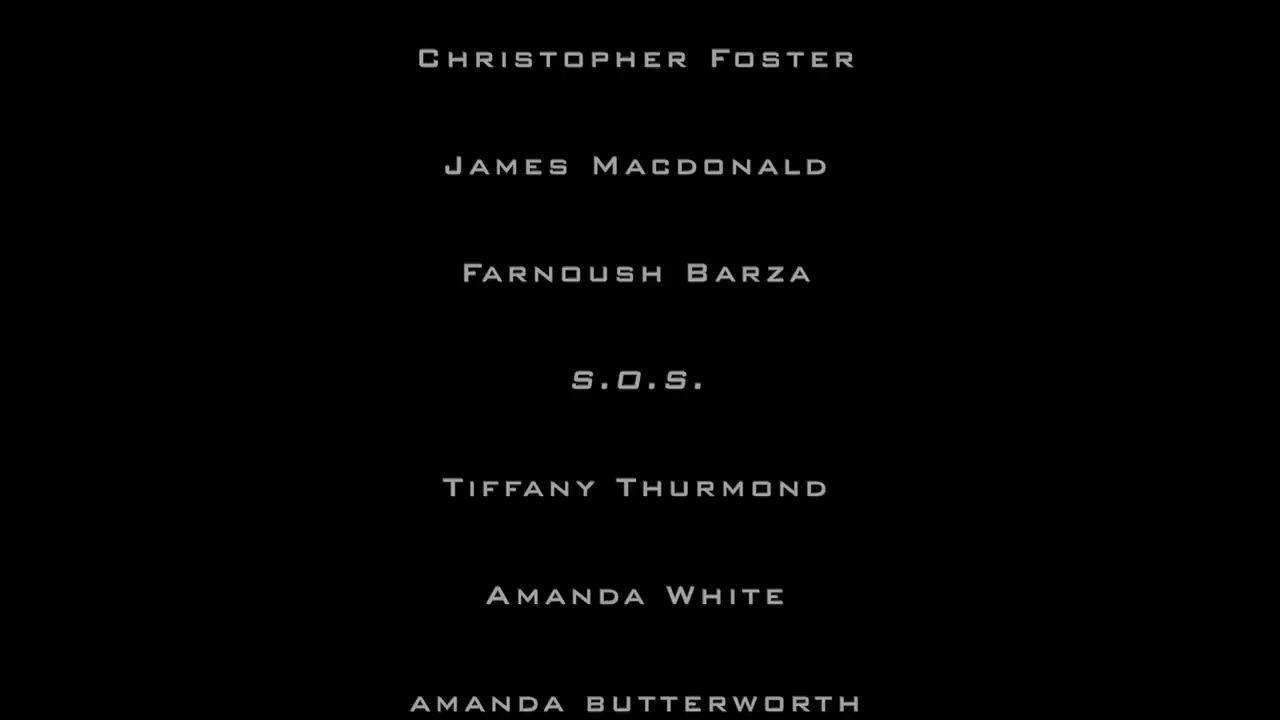 Christopher Foster
James Macdonald
Farnoush Barza
S.O.S.
Tiffany Thurmond
Amanda White
amanda butterworth